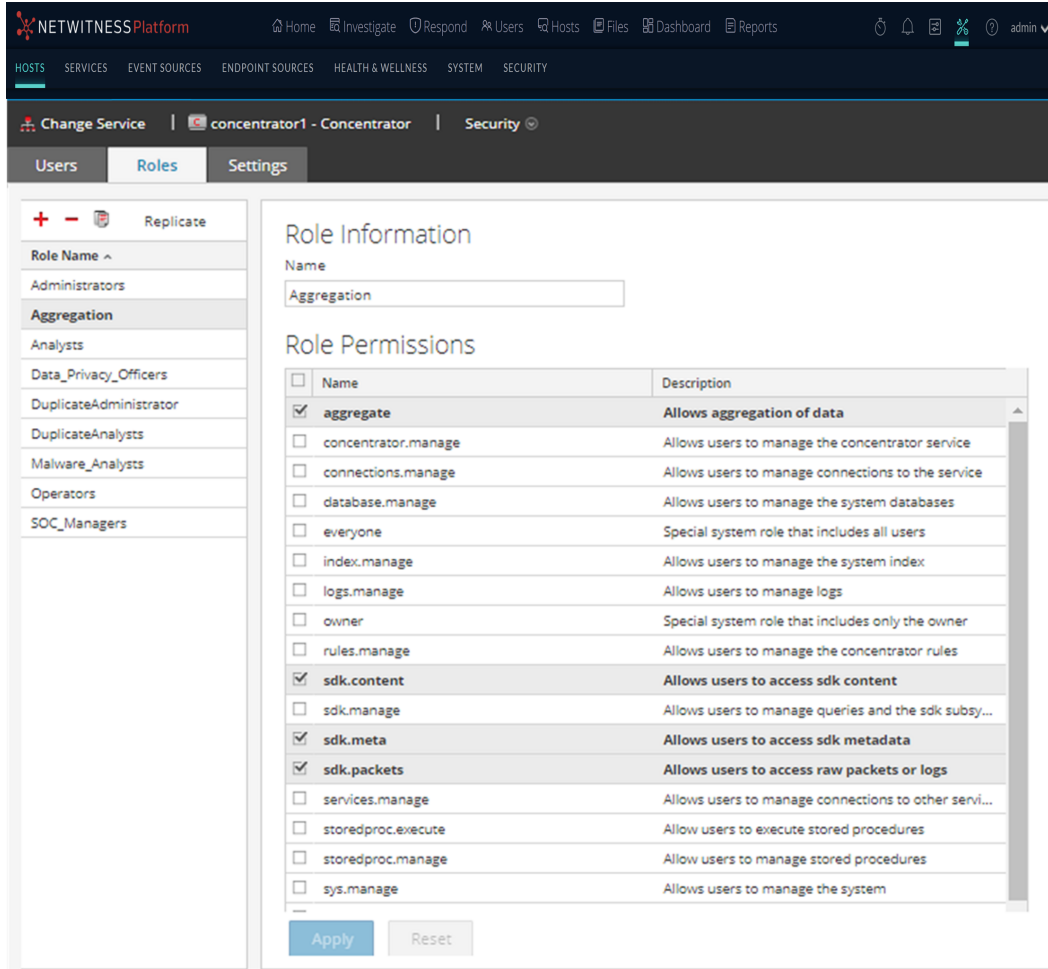 NETWITNESS Platform Home Investigate Respond Users Hosts Files Dashboard Reports admin
HOSTS SERVICES EVENT SOURCES ENDPOINT SOURCES HEALTH & WELLNESS SYSTEM SECURITY
Change Service | C concentrator1 - Concentrator | Security
Users Roles Settings
Replicate
Role Name
Administrators
Aggregation
Analysts
Data_Privacy_Officers
DuplicateAdministrator
DuplicateAnalysts
Malware_Analysts
Operators
SOC_Managers
Role Information
Name
Aggregation
Role Permissions
Name Description
aggregate Allows aggregation of data
concentrator.manage Allows users to manage the concentrator service
connections.manage Allows users to manage connections to the service
database.manage Allows users to manage the system databases
everyone Special system role that includes all users
index.manage Allows users to manage the system index
logs.manage Allows users to manage logs
owner Special system role that includes only the owner
rules.manage Allows users to manage the concentrator rules
sdk.content Allows users to access sdk content
sdk.manage Allows users to manage queries and the sdk subsy...
sdk.meta Allows users to access sdk metadata
sdk.packets Allows users to access raw packets or logs
services.manage Allows users to manage connections to other servi...
storedproc.execute Allow users to execute stored procedures
storedproc.manage Allow users to manage stored procedures
sys.manage Allows users to manage the system
Apply Reset